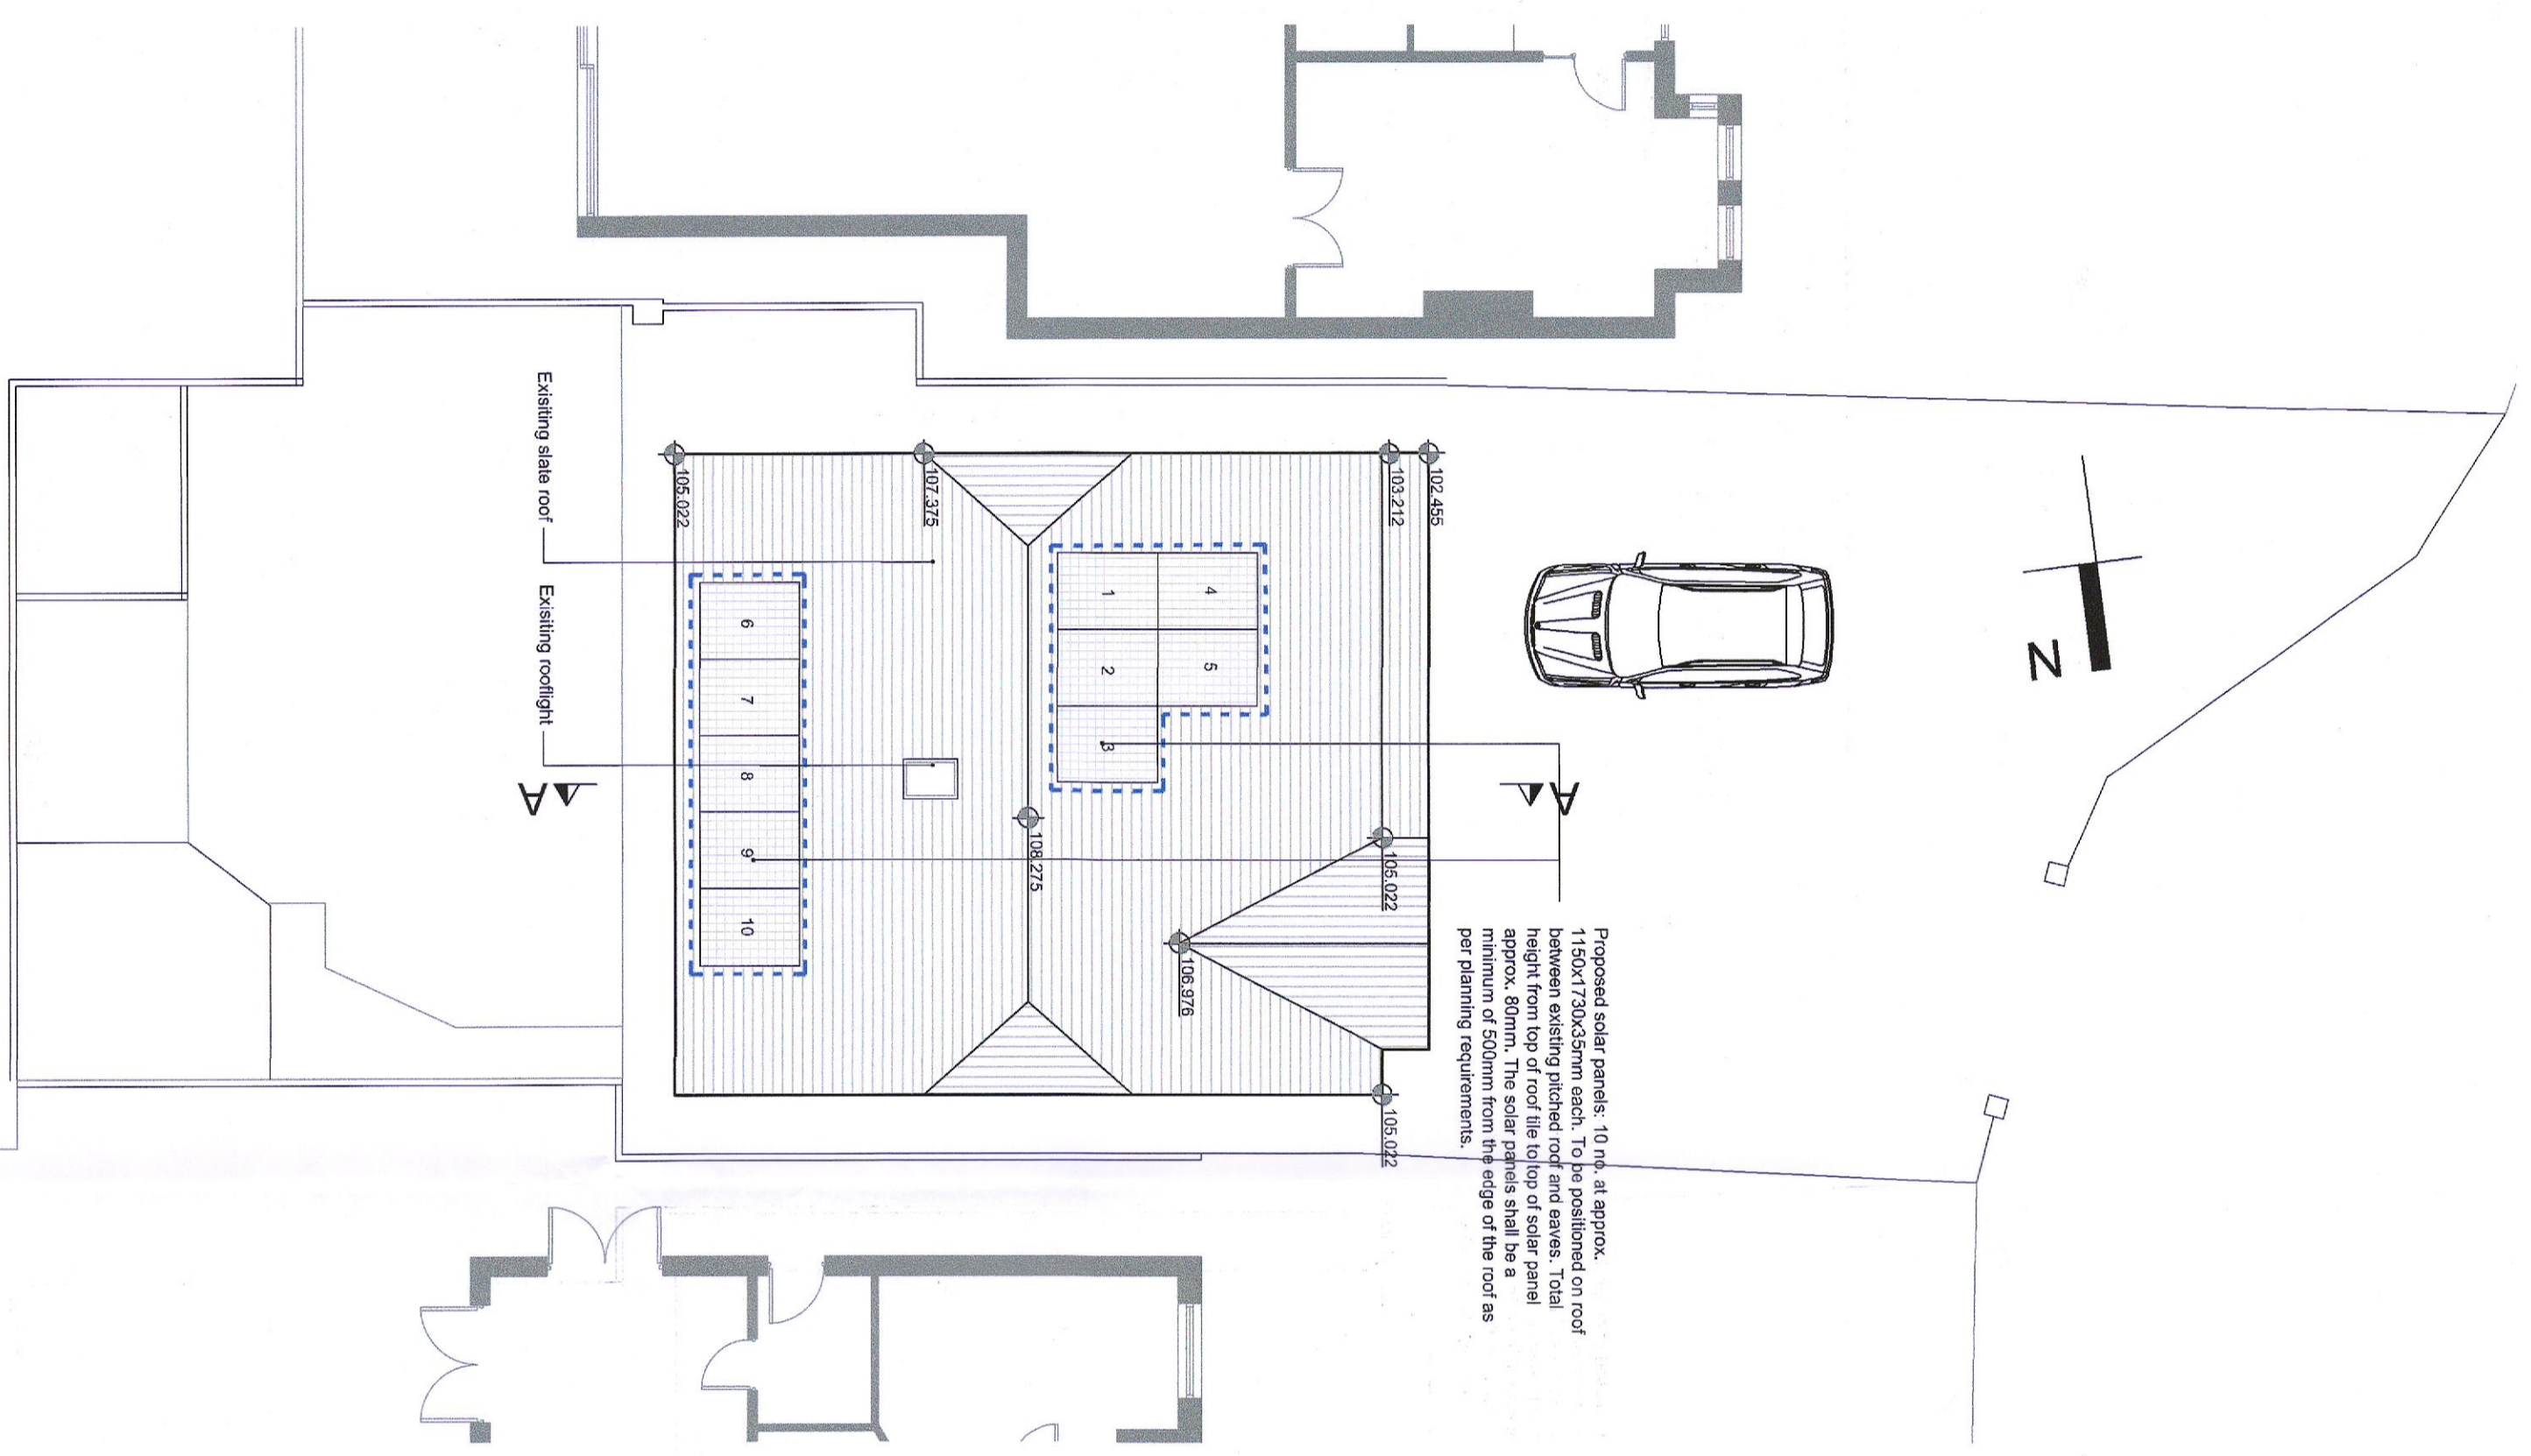 Exisiting slate roof
Exisiting rooflight
105.022
107.375
103.212
102.455
1
4
2
5
3
6
7
8
9
10
108.275
105.022
106.976
105.022
A
A
N
Proposed solar panels: 10 no. at approx.
1150x1730x35mm each. To be positioned on roof
between existing pitched roof and eaves. Total
height from top of roof tile to top of solar panel
approx. 80mm. The solar panels shall be a
minimum of 500mm from the edge of the roof as
per planning requirements.